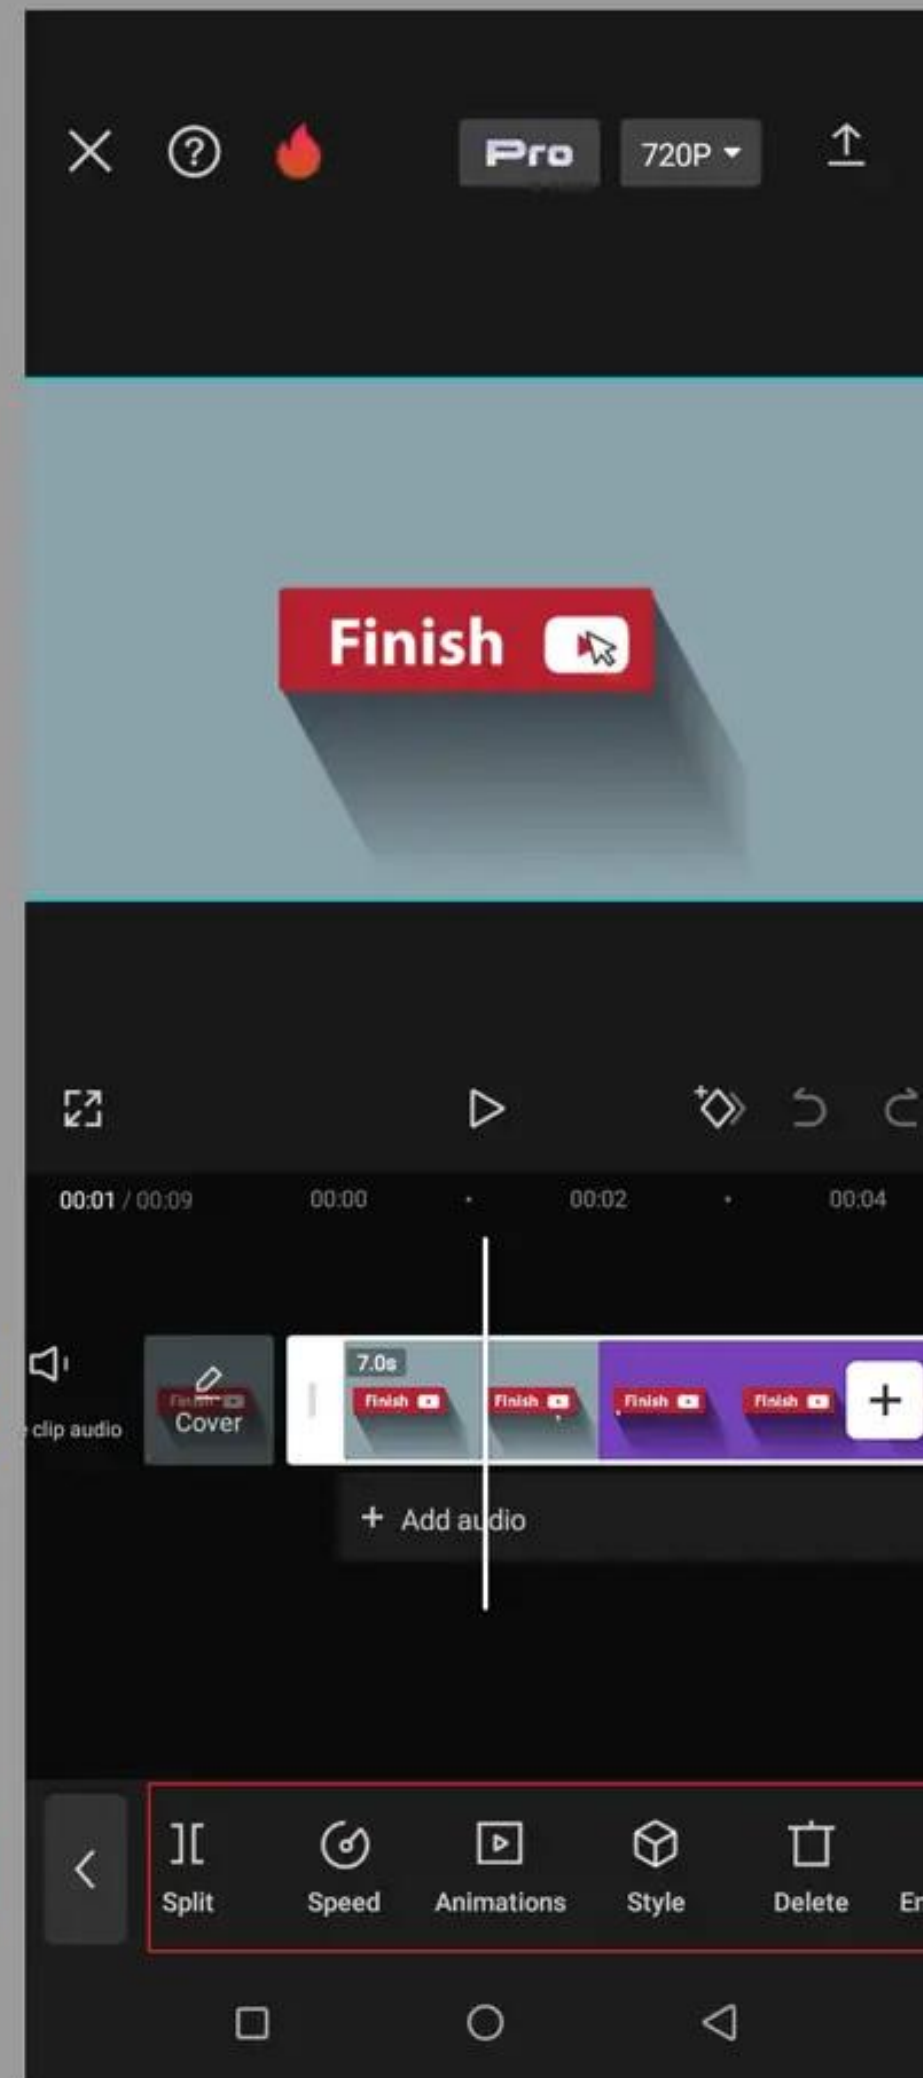 Pro 720P
Finish
00:01 / 00:09 00:00 00:02 00:04
7.0s
Finish Finish Finish Finish
Cover
clip audio
+ Add audio
Split Speed Animations Style Delete